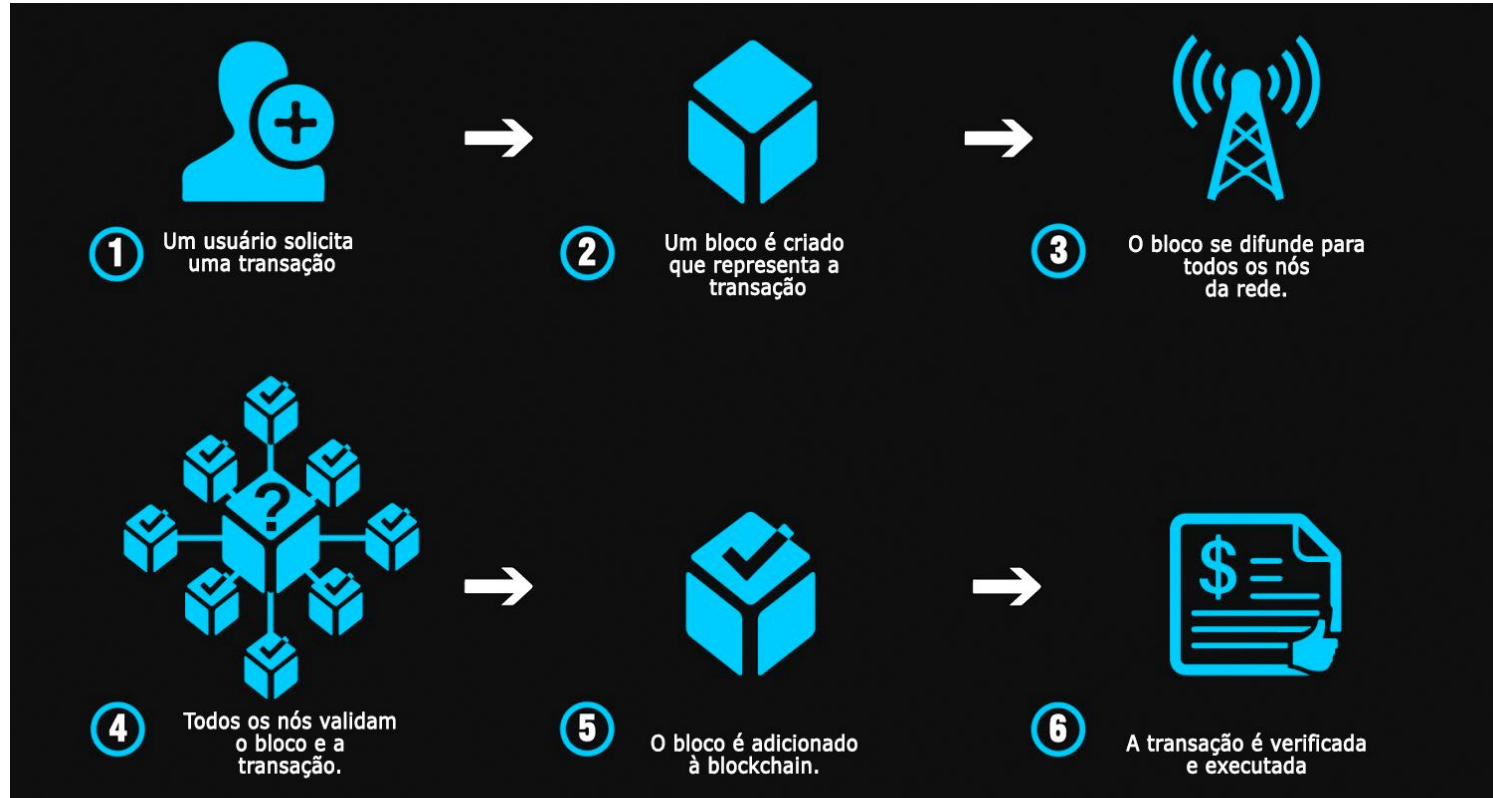 1
Um usuário solicita
uma transação
2
Um bloco é criado
que representa a
transação
3
O bloco se difunde para
todos os nós
da rede.
?
4
Todos os nós validam
o bloco e a
transação.
5
O bloco é adicionado
à blockchain.
$
6
A transação é verificada
e executada